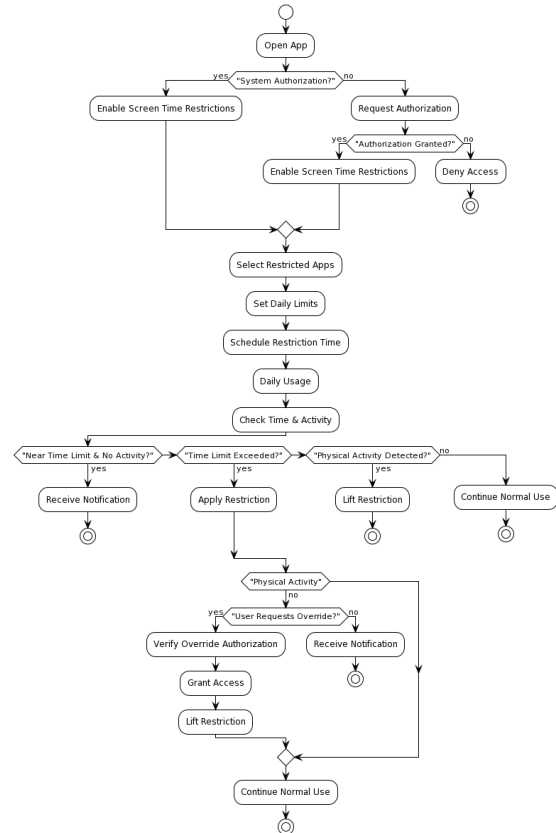 Open App
yes
"System Authorization?"
no
Enable Screen Time Restrictions
Request Authorization
yes
"Authorization Granted?"
no
Enable Screen Time Restrictions
Deny Access
Select Restricted Apps
Set Daily Limits
Schedule Restriction Time
Daily Usage
Check Time & Activity
"Near Time Limit & No Activity?"
"Time Limit Exceeded?"
"Physical Activity Detected?"
no
yes
yes
yes
Receive Notification
Apply Restriction
Lift Restriction
Continue Normal Use
"Physical Activity"
no
yes
"User Requests Override?"
no
Verify Override Authorization
Receive Notification
Grant Access
Lift Restriction
Continue Normal Use